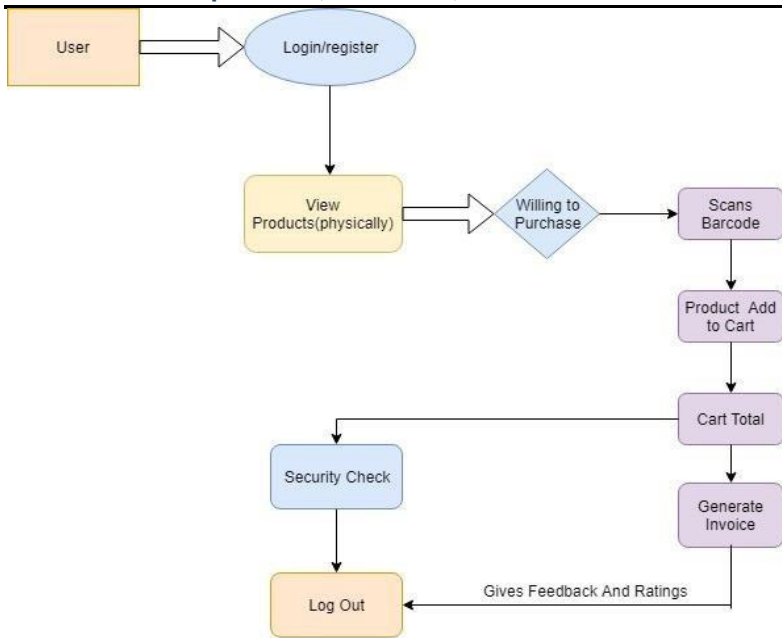 User
Login/register
View
Products(physically)
Willing to
Purchase
Scans
Barcode
Product Add
to Cart
Cart Total
Security Check
Generate
Invoice
Gives Feedback And Ratings
Log Out